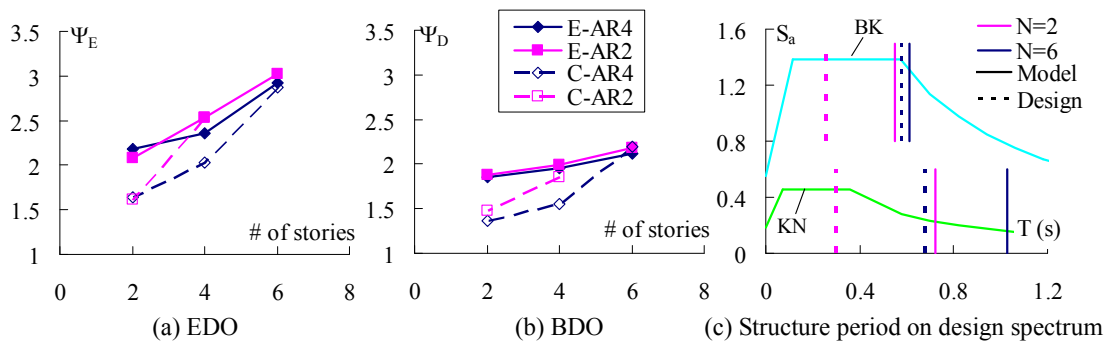 Ψ_E
3.5
3
2.5
2
1.5
1
0 2 4 6 8
# of stories
(a) EDO
Ψ_D
3.5
3
2.5
2
1.5
1
0 2 4 6 8
# of stories
(b) BDO
E-AR4
E-AR2
C-AR4
C-AR2
S_a
1.6
1.2
0.8
0.4
0
0 0.4 0.8 1.2
BK
KN
T (s)
N=2
N=6
Model
Design
(c) Structure period on design spectrum